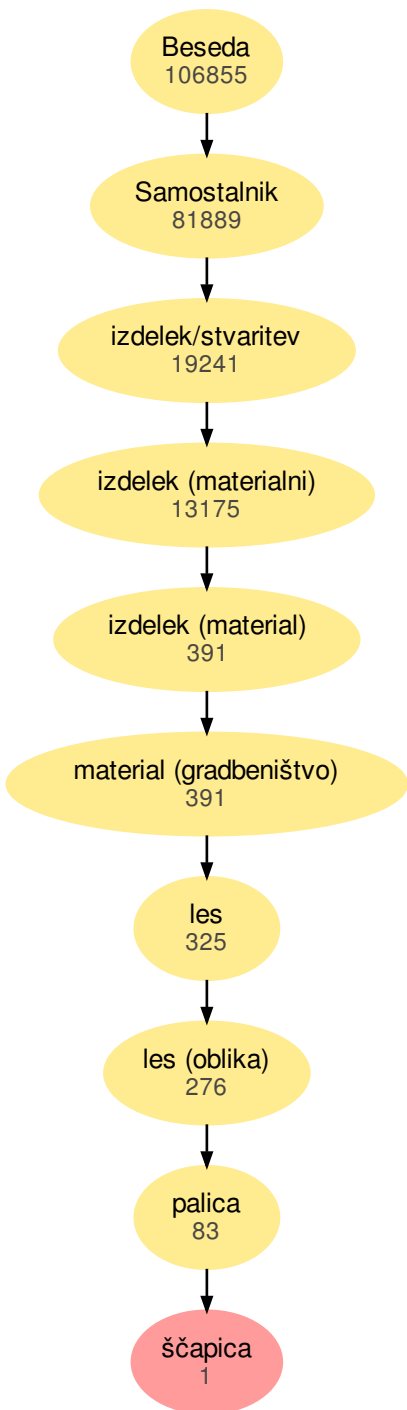 Beseda
106855
Samostalnik
81889
izdelek/stvaritev
19241
izdelek (materialni)
13175
izdelek (material)
391
material (gradbeništvo)
391
les
325
les (oblika)
276
palica
83
ščapica
1